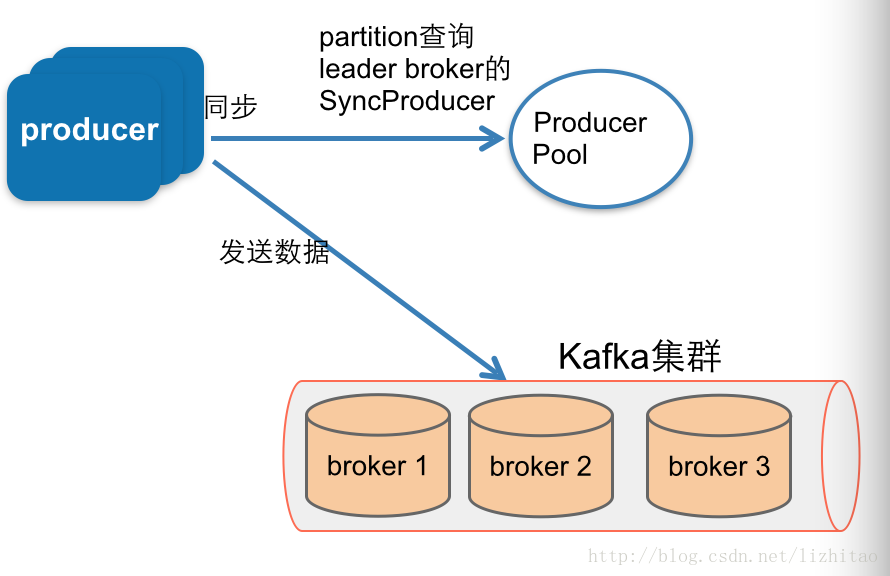 partition查询
leader broker的
SyncProducer
同步
producer
Producer
Pool
发送数据
Kafka集群
broker 1
broker 2
broker 3
http://blog.csdn.net/lizhitao